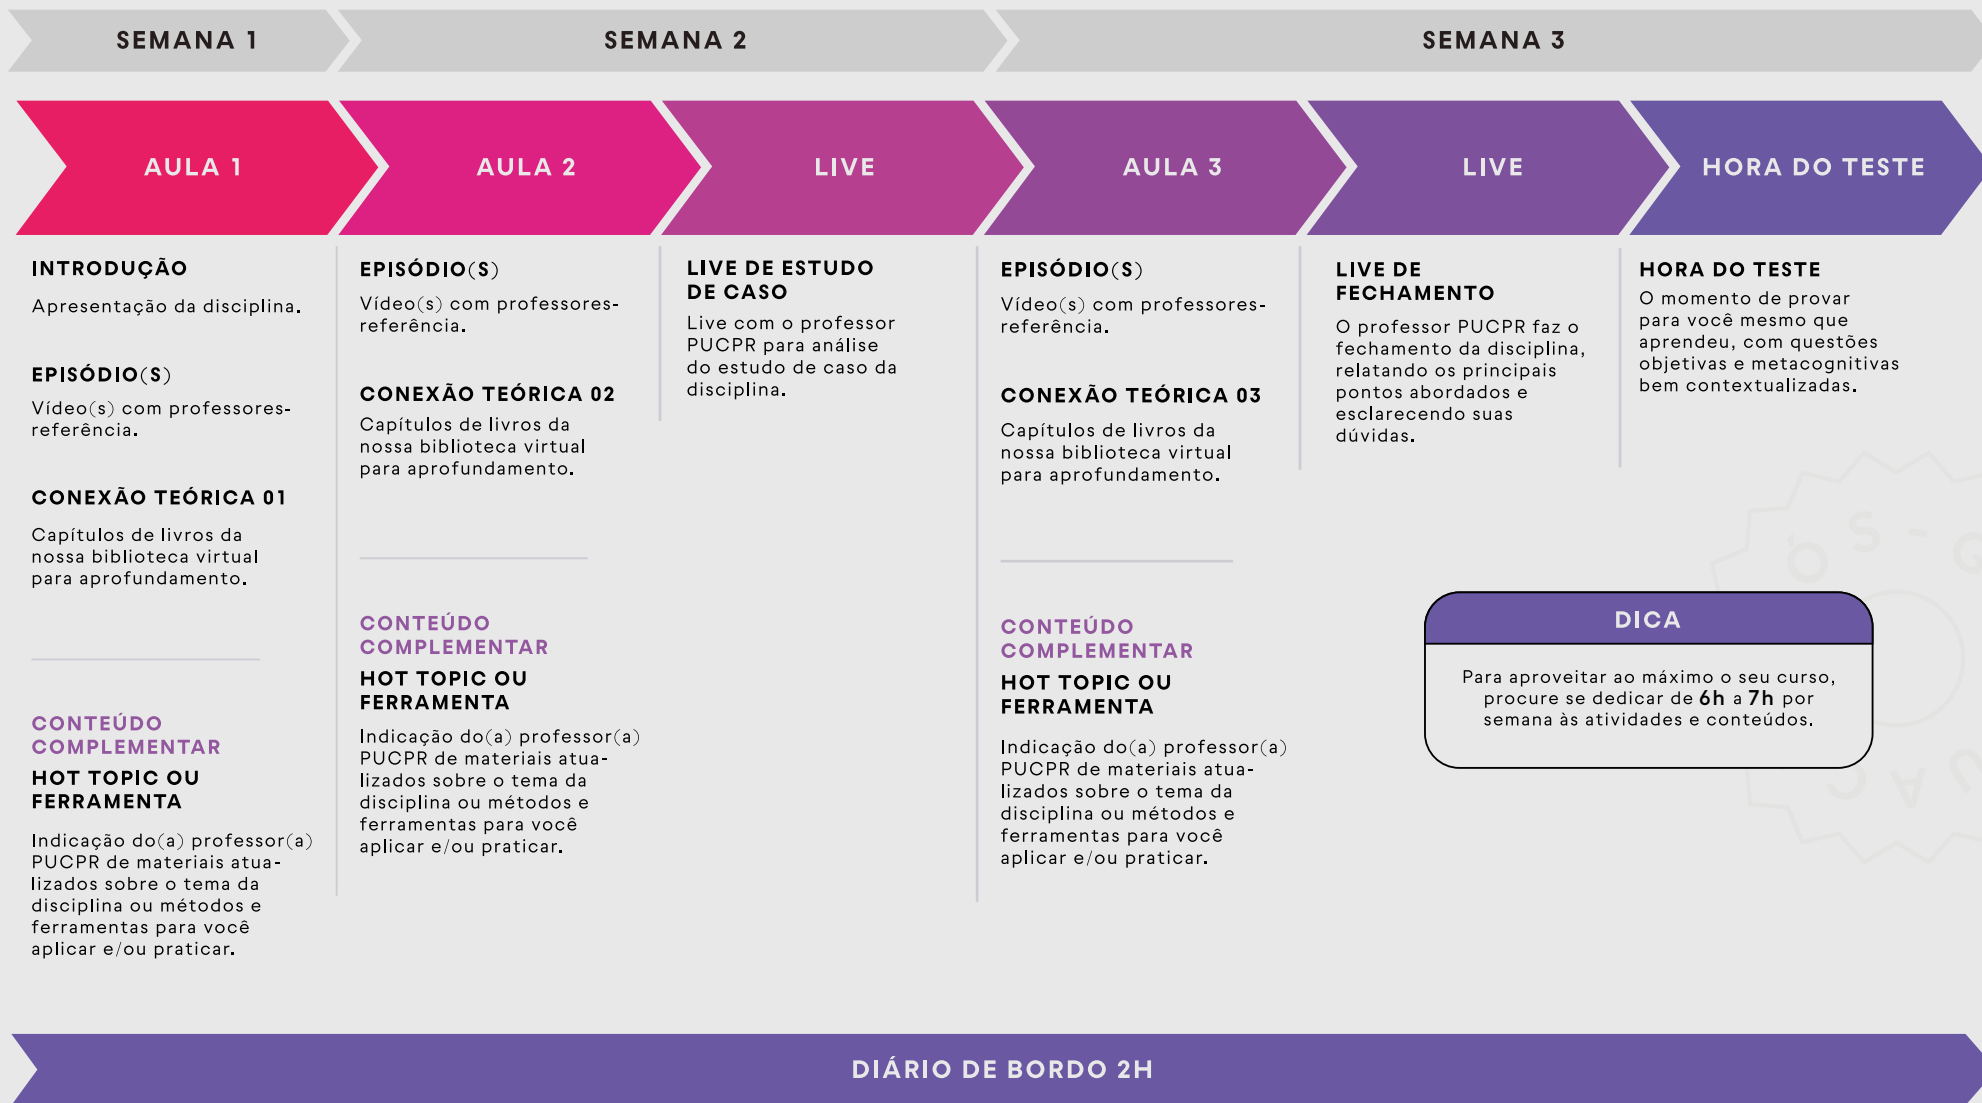 SEMANA 1
SEMANA 2
SEMANA 3
AULA 1
AULA 2
LIVE
AULA 3
LIVE
HORA DO TESTE
INTRODUÇÃO
Apresentação da disciplina.
EPISÓDIO(S)
Vídeo(s) com professores-
referência.
CONEXÃO TEÓRICA 01
Capítulos de livros da
nossa biblioteca virtual
para aprofundamento.
CONTEÚDO
COMPLEMENTAR
HOT TOPIC OU
FERRAMENTA
Indicação do(a) professor(a)
PUCPR de materiais atua-
lizados sobre o tema da
disciplina ou métodos e
ferramentas para você
aplicar e/ou praticar.
EPISÓDIO(S)
Vídeo(s) com professores-
referência.
CONEXÃO TEÓRICA 02
Capítulos de livros da
nossa biblioteca virtual
para aprofundamento.
CONTEÚDO
COMPLEMENTAR
HOT TOPIC OU
FERRAMENTA
Indicação do(a) professor(a)
PUCPR de materiais atua-
lizados sobre o tema da
disciplina ou métodos e
ferramentas para você
aplicar e/ou praticar.
LIVE DE ESTUDO
DE CASO
Live com o professor
PUCPR para análise
do estudo de caso da
disciplina.
EPISÓDIO(S)
Vídeo(s) com professores-
referência.
CONEXÃO TEÓRICA 03
Capítulos de livros da
nossa biblioteca virtual
para aprofundamento.
CONTEÚDO
COMPLEMENTAR
HOT TOPIC OU
FERRAMENTA
Indicação do(a) professor(a)
PUCPR de materiais atua-
lizados sobre o tema da
disciplina ou métodos e
ferramentas para você
aplicar e/ou praticar.
LIVE DE
FECHAMENTO
O professor PUCPR faz o
fechamento da disciplina,
relatando os principais
pontos abordados e
esclarecendo suas
dúvidas.
HORA DO TESTE
O momento de provar
para você mesmo que
aprendeu, com questões
objetivas e metacognitivas
bem contextualizadas.
DICA
Para aproveitar ao máximo o seu curso,
procure se dedicar de 6h a 7h por
semana às atividades e conteúdos.
DIÁRIO DE BORDO 2H